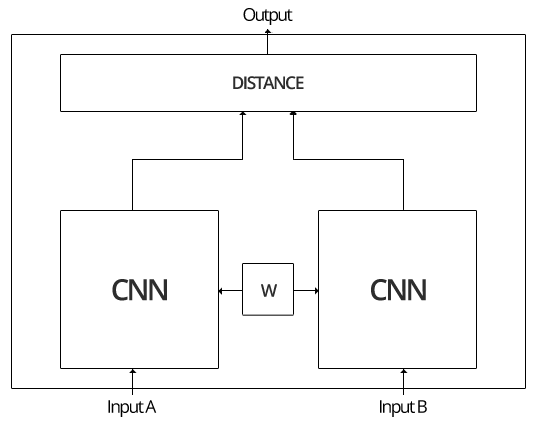 Output
DISTANCE
CNN
W
CNN
Input A
Input B